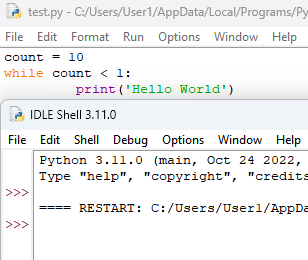 test.py - C:/Users/User1/AppData/Local/Programs/Py
File Edit Format Run Options Window Help
count = 10
while count < 1:
        print('Hello World')
IDLE Shell 3.11.0
File Edit Shell Debug Options Window Help
Python 3.11.0 (main, Oct 24 2022,
Type "help", "copyright", "credits
>>>
==== RESTART: C:/Users/User1/AppDa
>>>